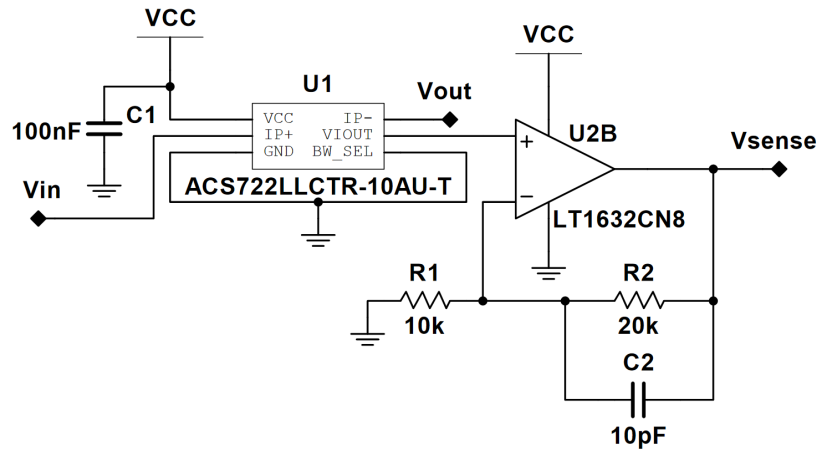 VCC
VCC
U1
C1
100nF
Vout
VCC IP-
IP+ VIOUT
GND BW_SEL
+
U2B
Vsense
ACS722LLCTR-10AU-T
Vin
−
LT1632CN8
R1
10k
R2
20k
C2
10pF